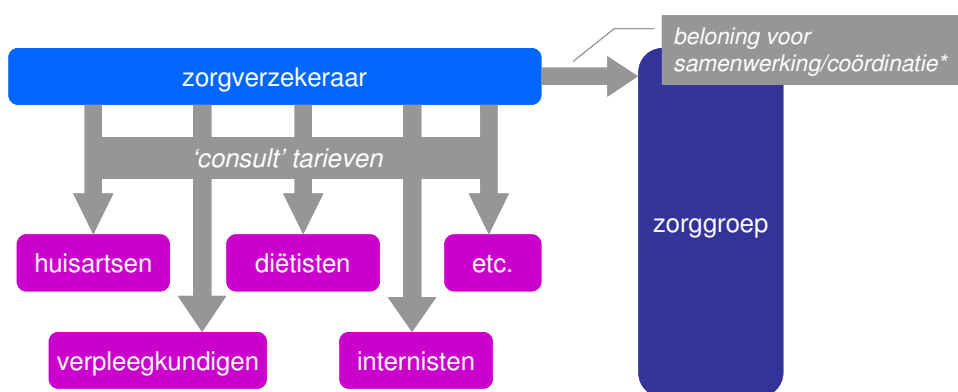 beloning voor
samenwerking/coördinatie*
zorgverzekeraar
‘consult’ tarieven
zorggroep
huisartsen
diëtisten
etc.
verpleegkundigen
internisten